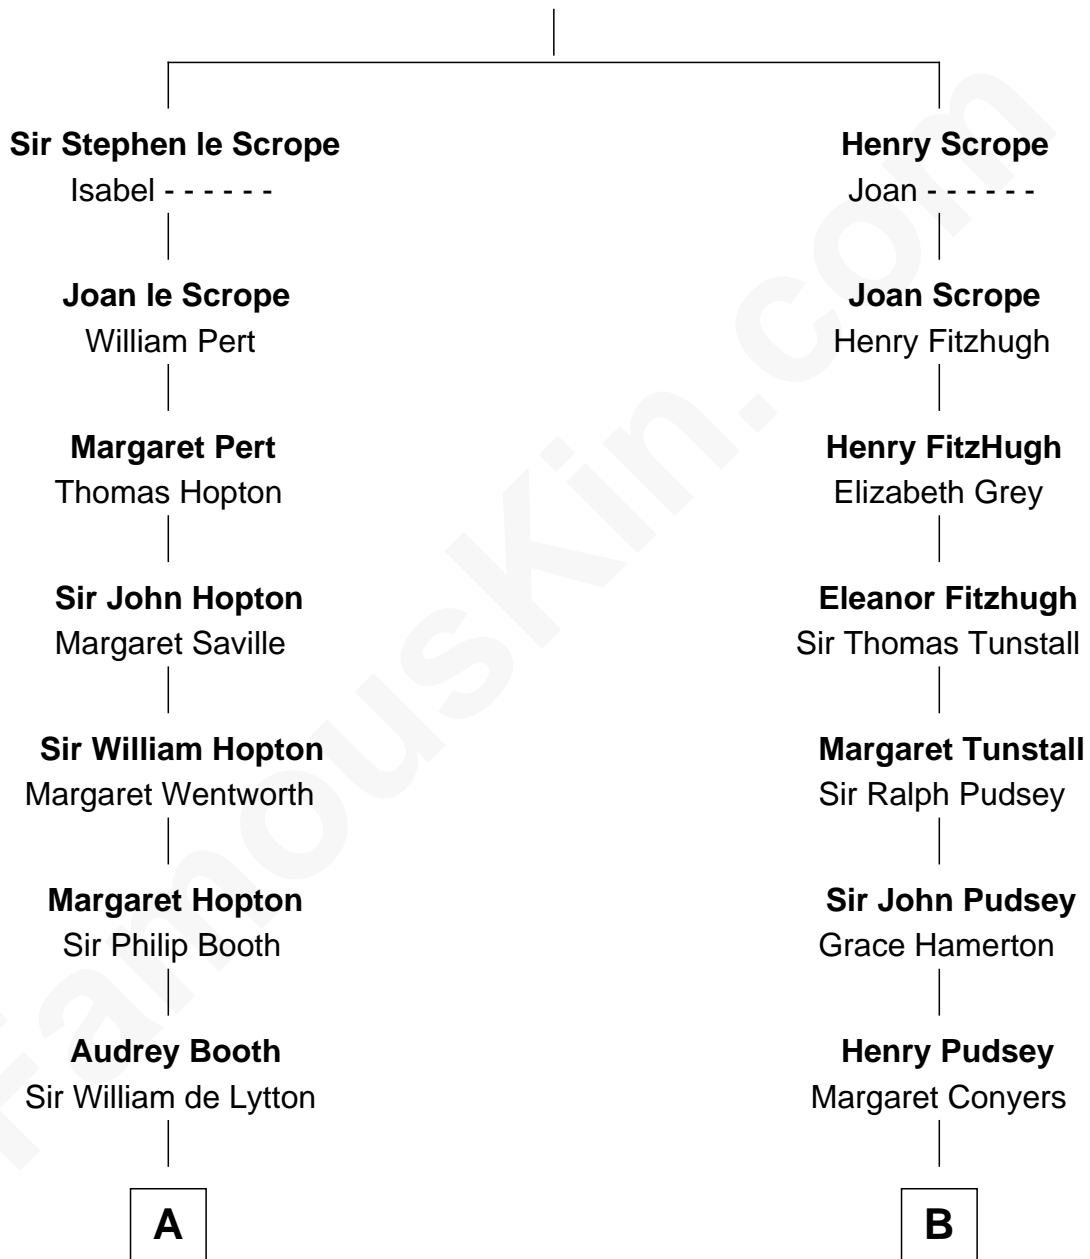 Sir Stephen le Scrope
Isabel - - - - - -
Joan le Scrope
William Pert
Margaret Pert
Thomas Hopton
Sir John Hopton
Margaret Saville
Sir William Hopton
Margaret Wentworth
Margaret Hopton
Sir Philip Booth
Audrey Booth
Sir William de Lytton
A
Henry Scrope
Joan - - - - - -
Joan Scrope
Henry Fitzhugh
Henry FitzHugh
Elizabeth Grey
Eleanor Fitzhugh
Sir Thomas Tunstall
Margaret Tunstall
Sir Ralph Pudsey
Sir John Pudsey
Grace Hamerton
Henry Pudsey
Margaret Conyers
B
FamousKin.com